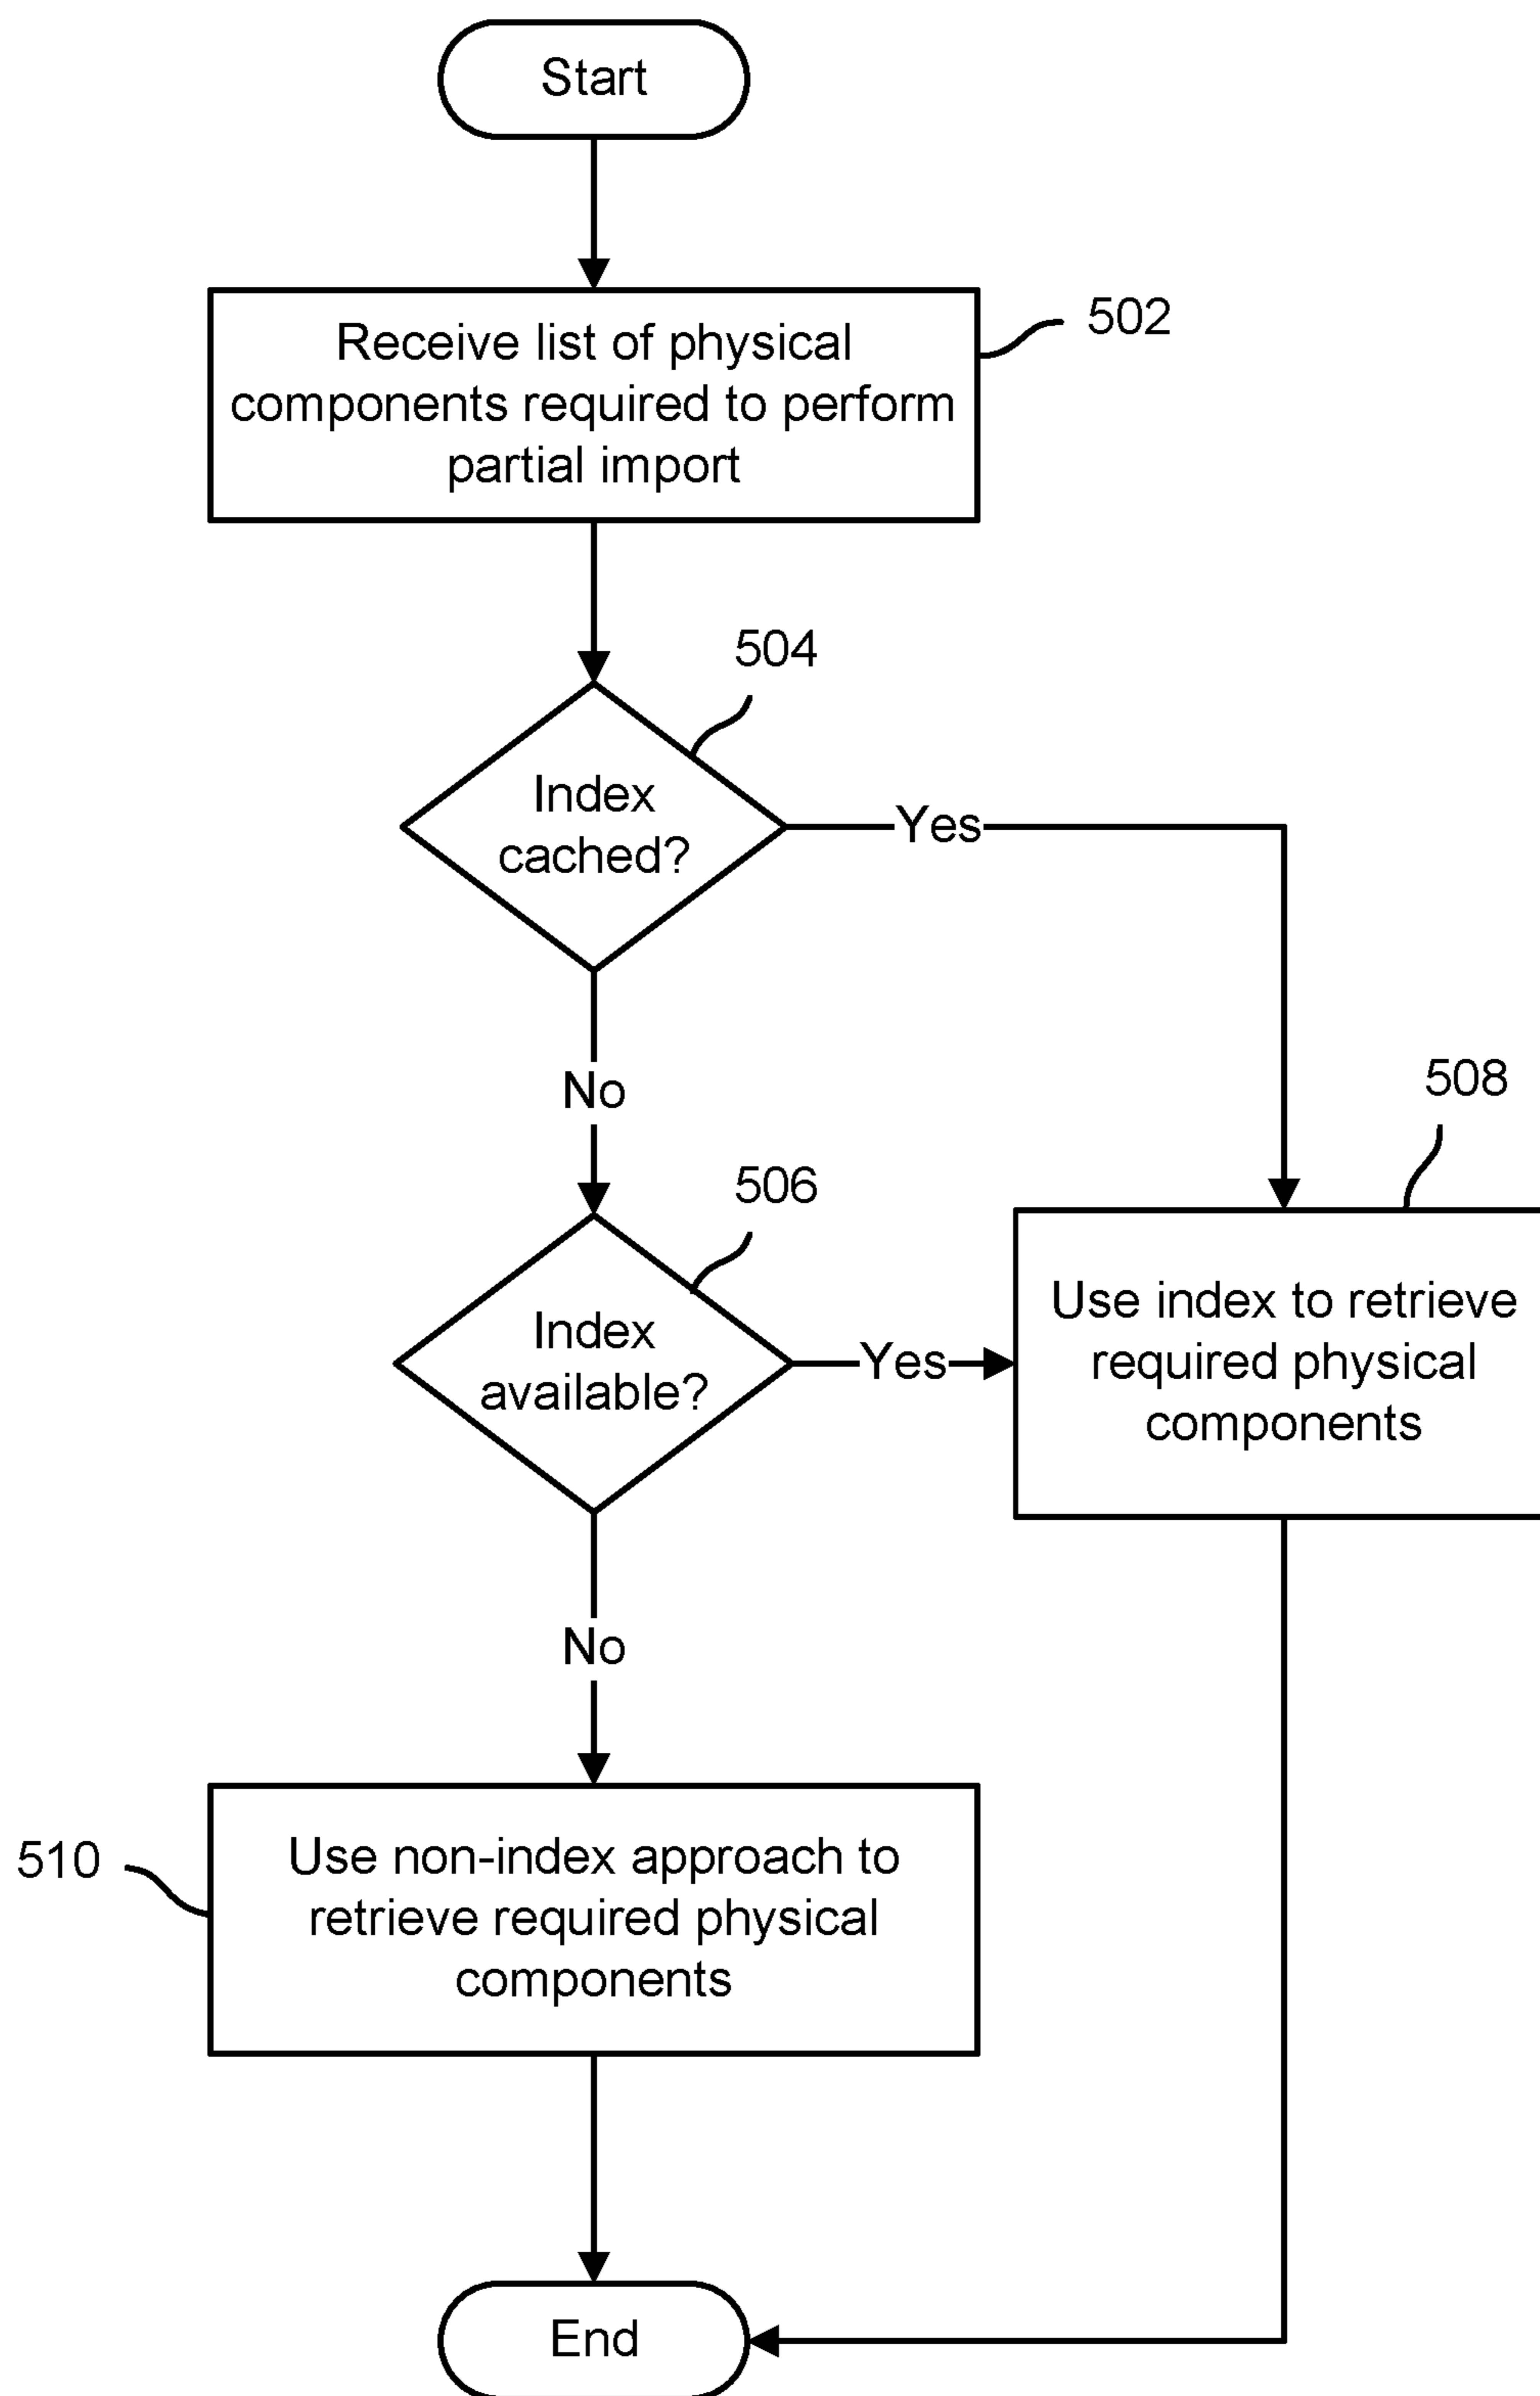 Start
Receive list of physical
components required to perform
partial import
502
504
Index
cached?
Yes
No
508
506
Index
available?
Yes
Use index to retrieve
required physical
components
No
510
Use non-index approach to
retrieve required physical
components
End